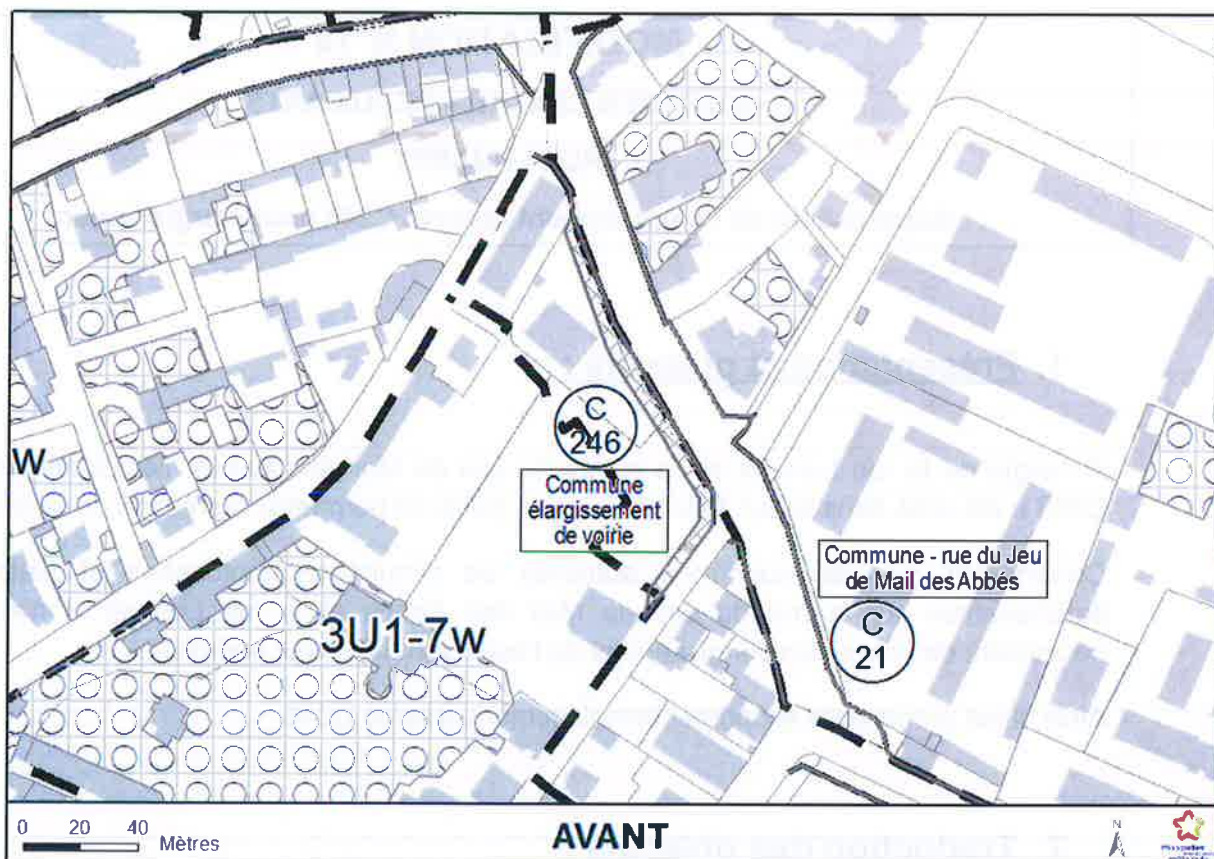 C
246
Commune
élargissement
de voirie
w
3U1-7w
Commune - rue du Jeu
de Mail des Abbés
C
21
0 20 40
Mètres
AVANT
N